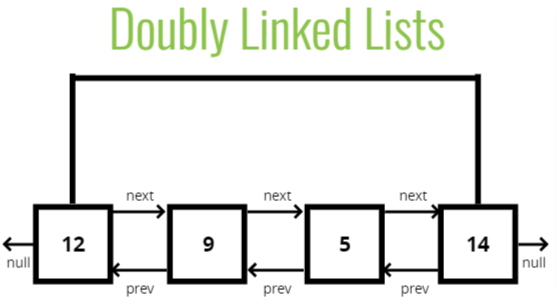 Doubly Linked Lists
next next next
12 9 5 14
null null
prev prev prev